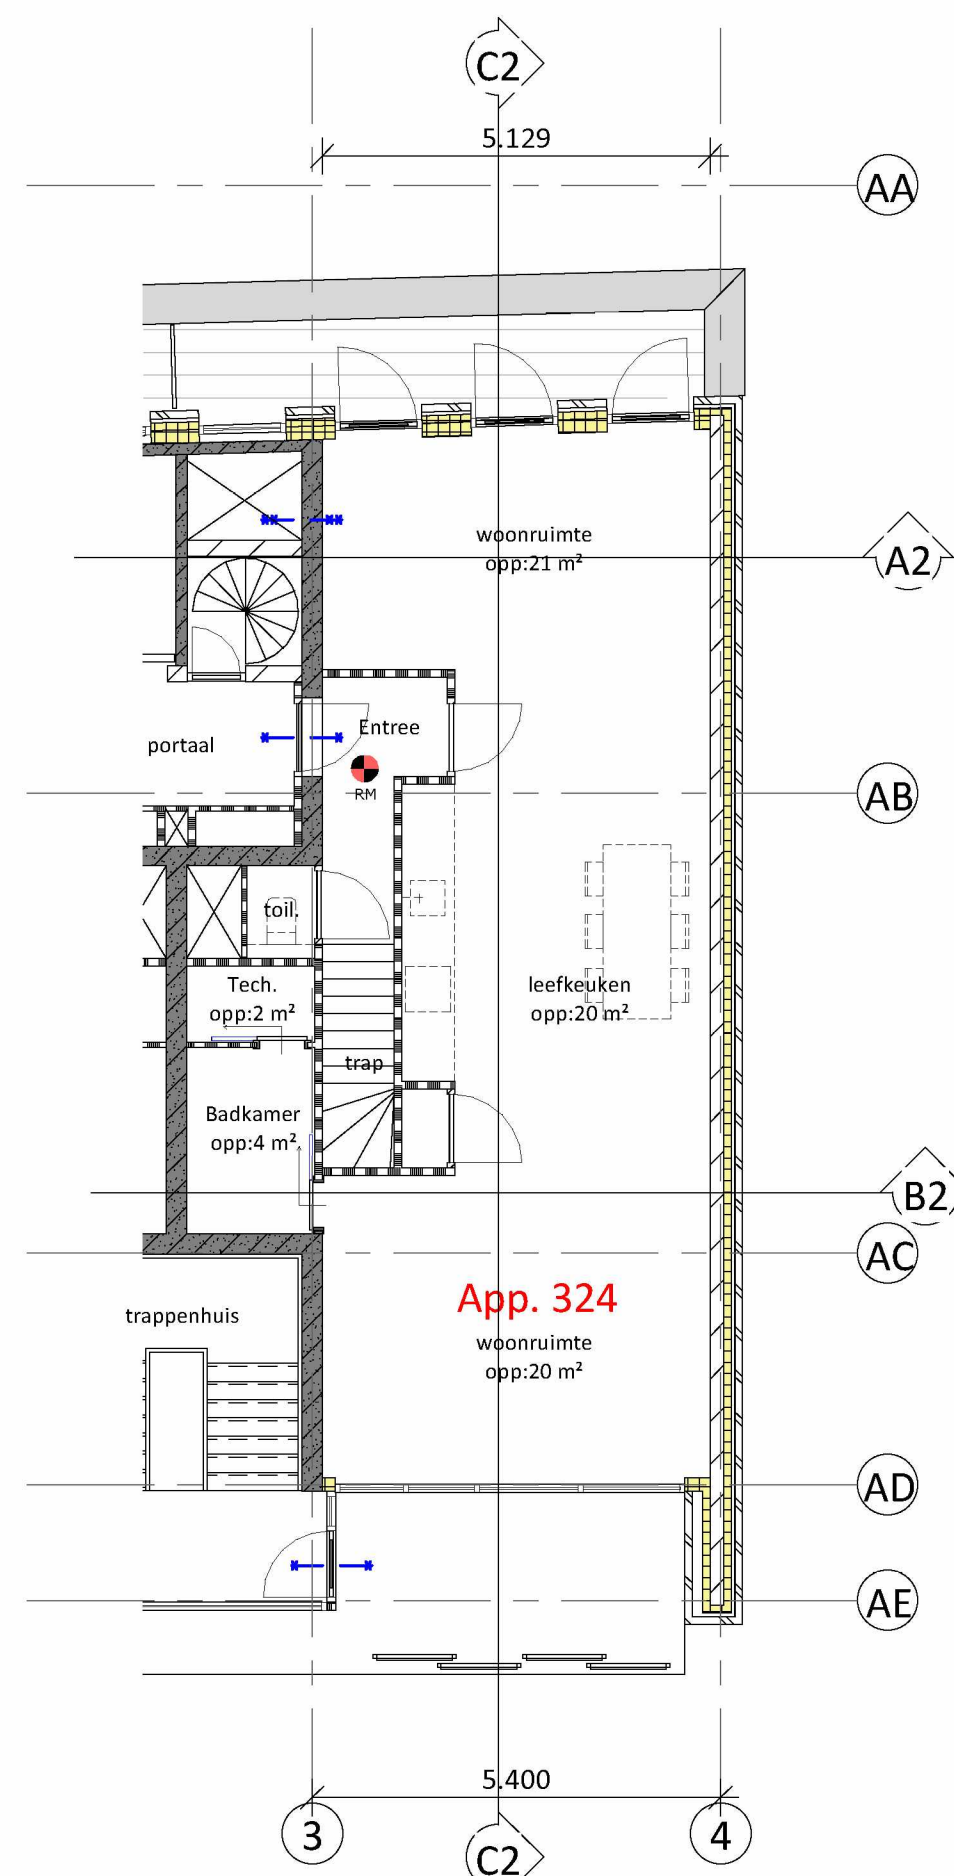 C2
5.129
AA
woonruimte
opp:21 m²
A2
Entree
portaal
RM
AB
toil.
Tech.
opp:2 m²
leefkeuken
opp:20 m²
trap
Badkamer
opp:4 m²
B2
AC
App. 324
trappenhuis
woonruimte
opp:20 m²
AD
AE
5.400
3
4
C2